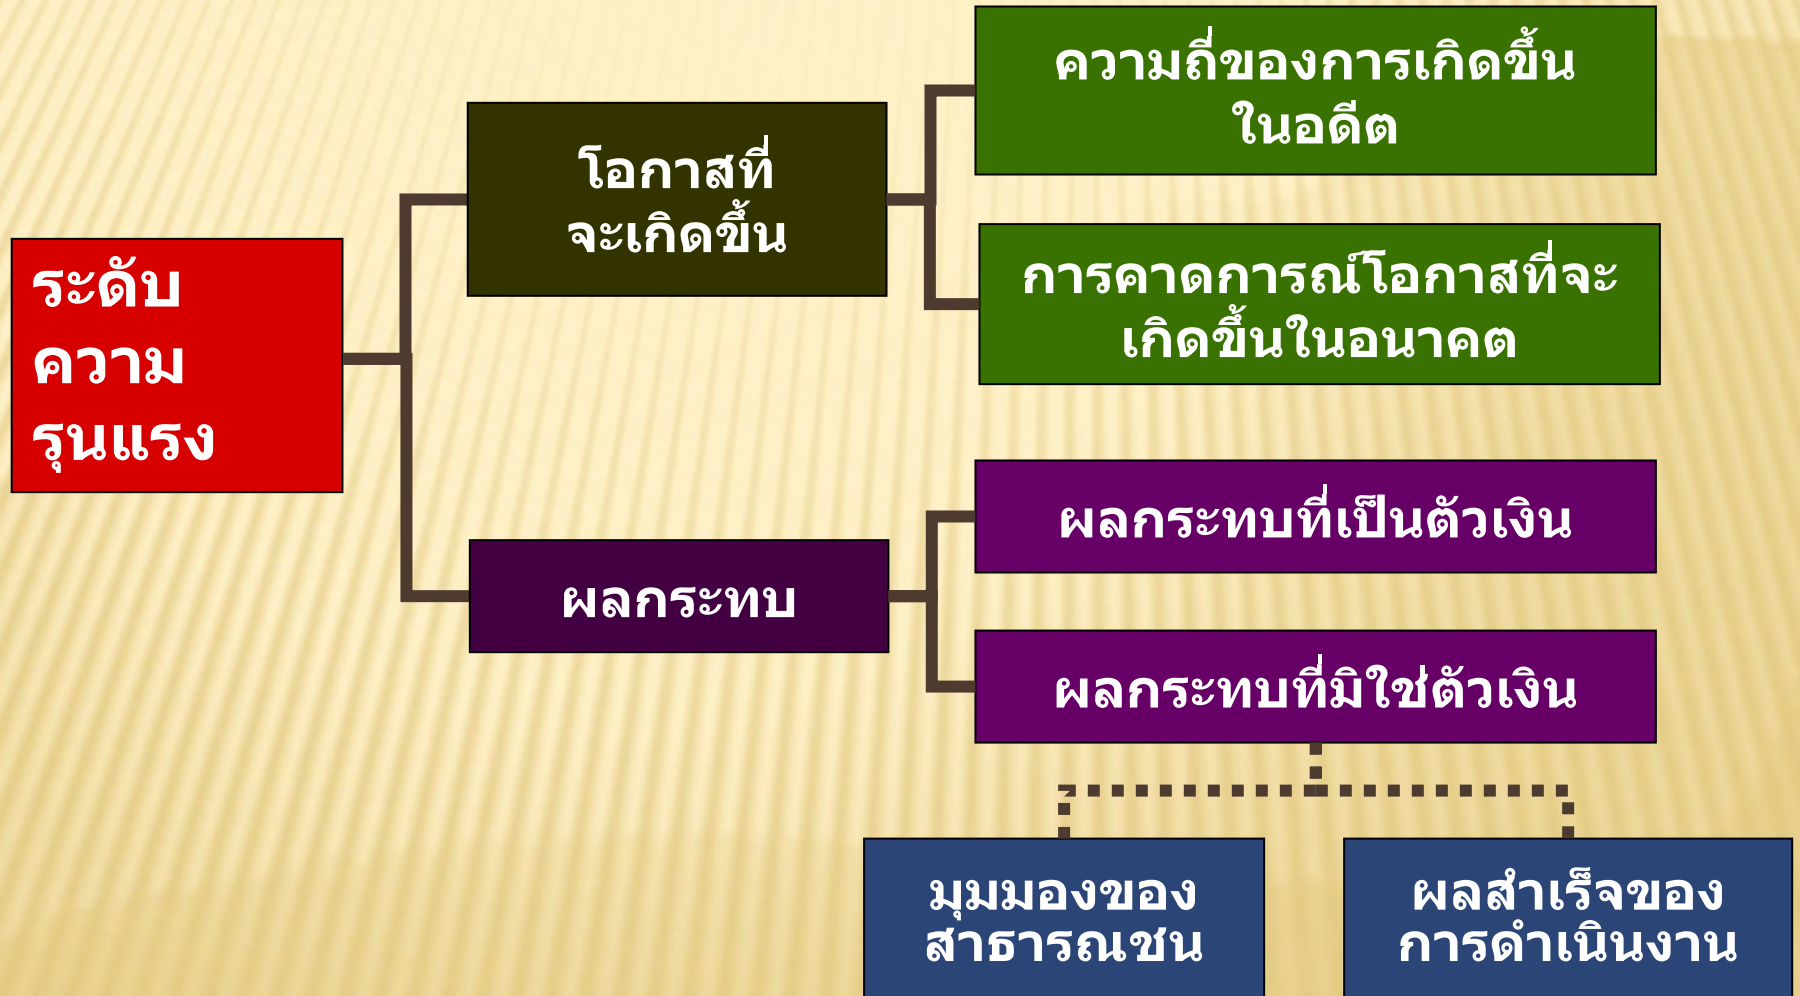 ความถี่ของการเกิดขึ้น
ในอดีต
โอกาสที่
จะเกิดขึ้น
การคาดการณ์โอกาสที่จะ
เกิดขึ้นในอนาคต
ระดับ
ความ
รุนแรง
ผลกระทบที่เป็นตัวเงิน
ผลกระทบ
ผลกระทบที่มิใช่ตัวเงิน
มุมมองของ
สาธารณชน
ผลสำเร็จของ
การดำเนินงาน